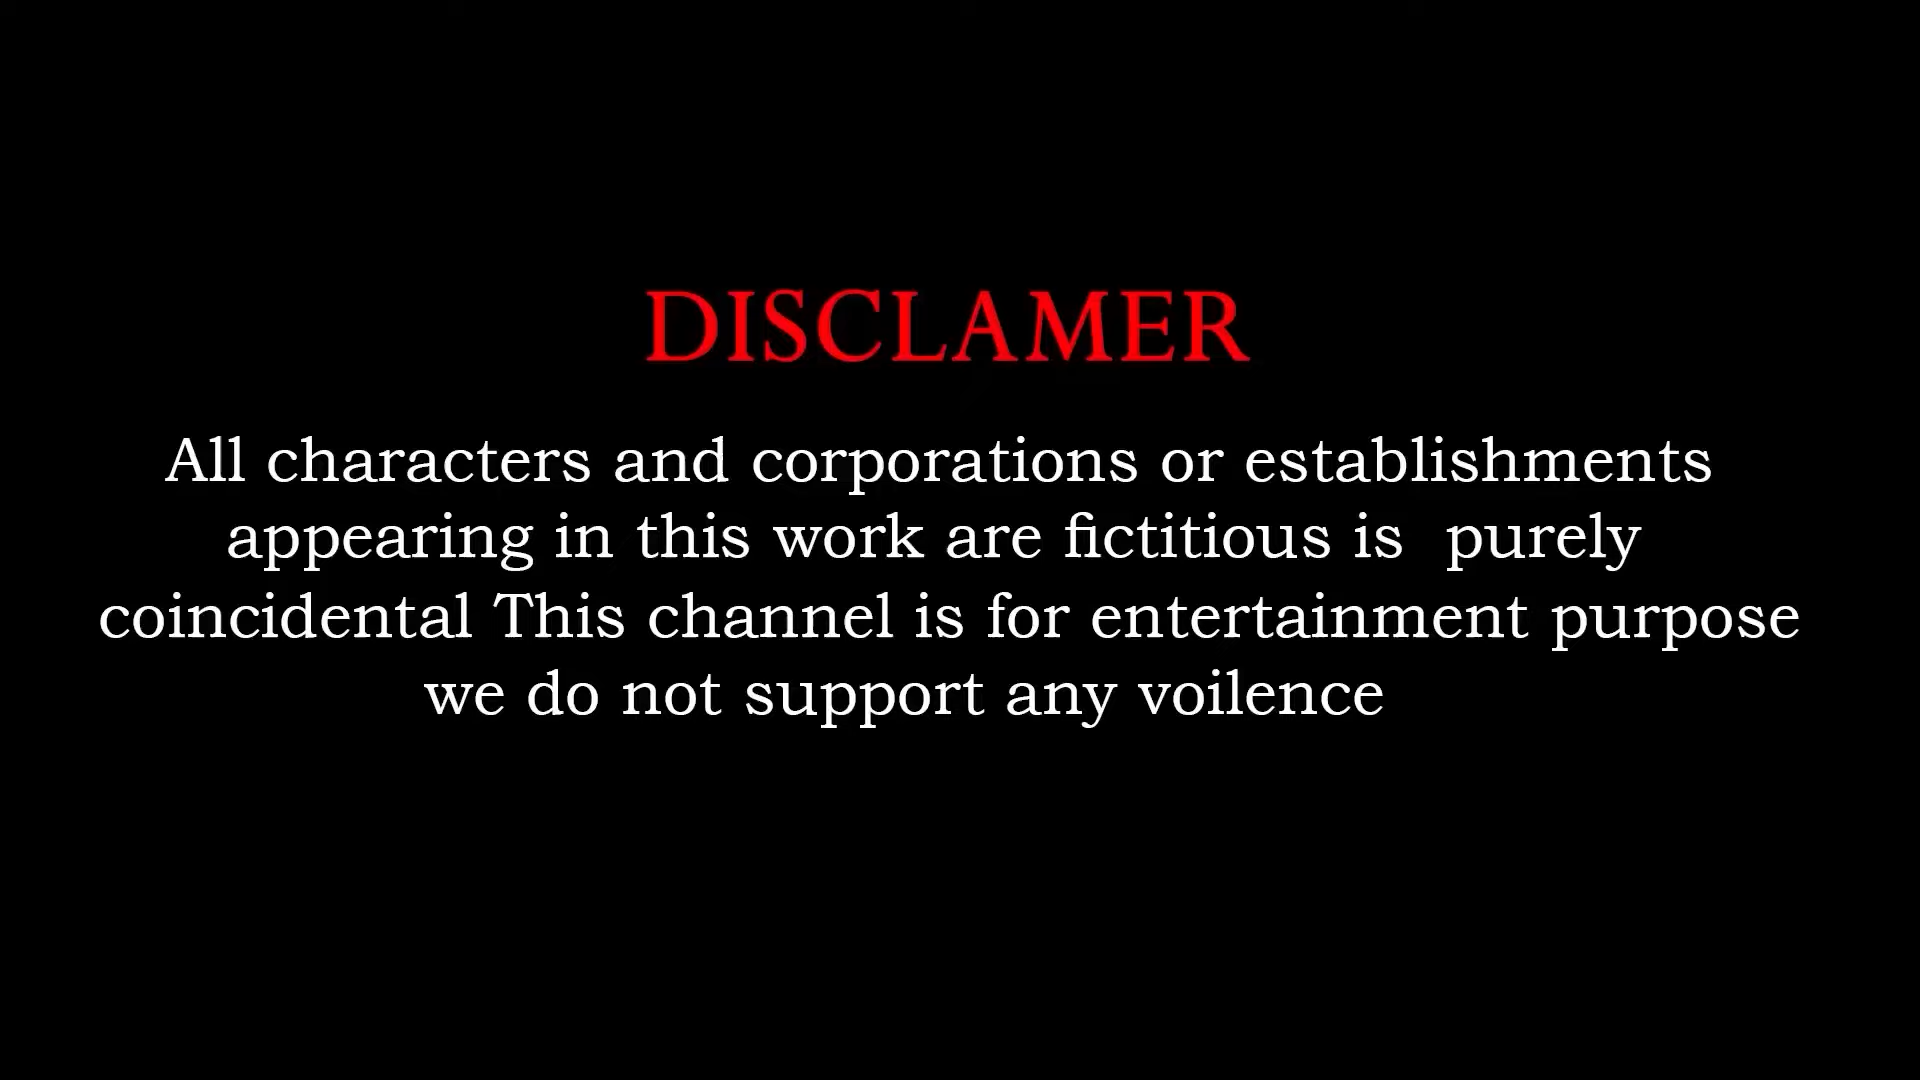 DISCLAMER
All characters and corporations or establishments
appearing in this work are fictitious is  purely
coincidental This channel is for entertainment purpose
we do not support any voilence